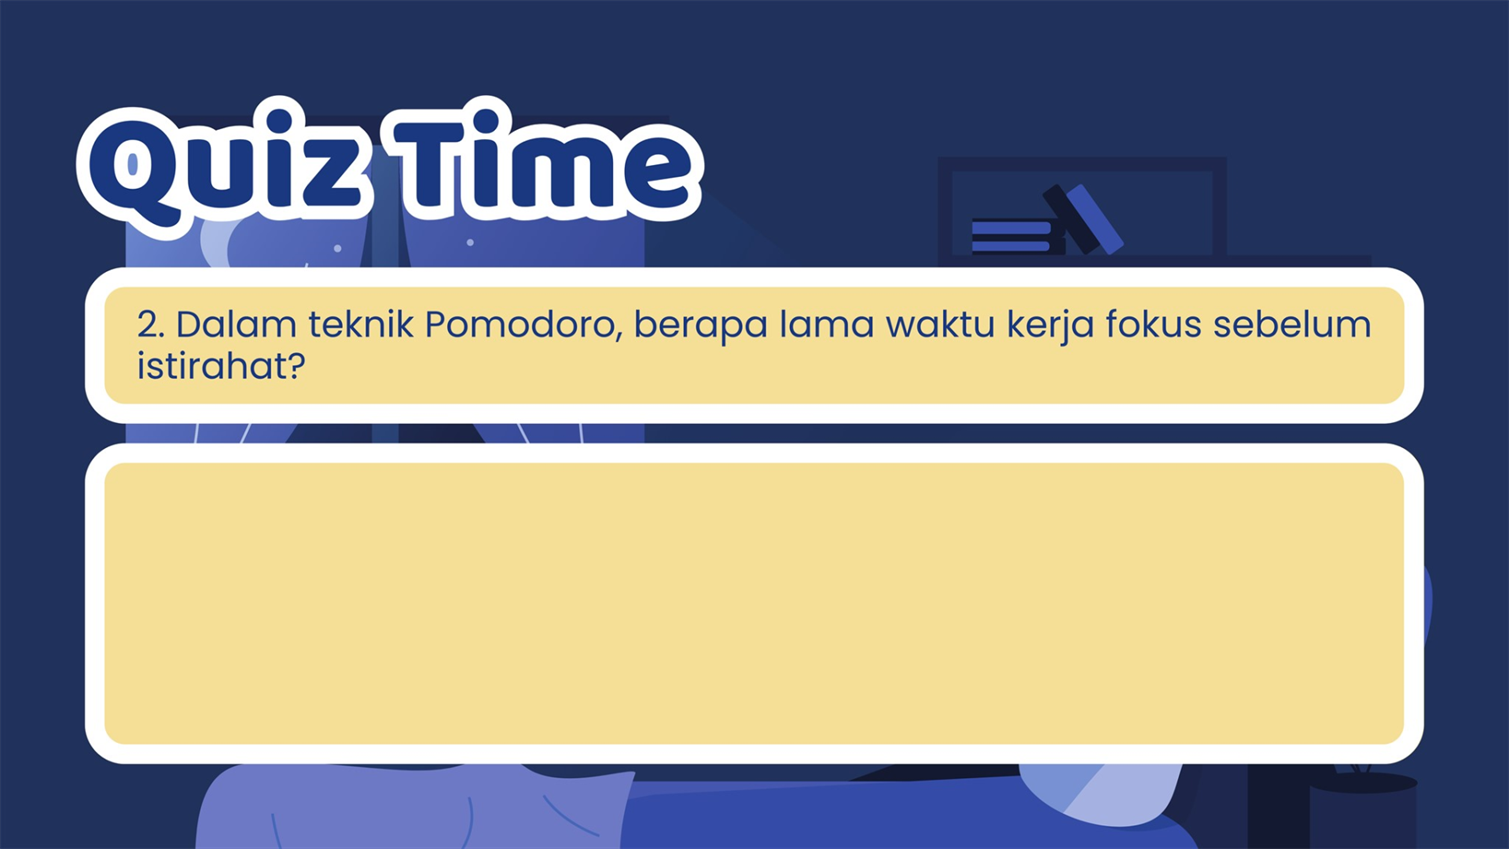 Quiz Time
2. Dalam teknik Pomodoro, berapa lama waktu kerja fokus sebelum
istirahat?